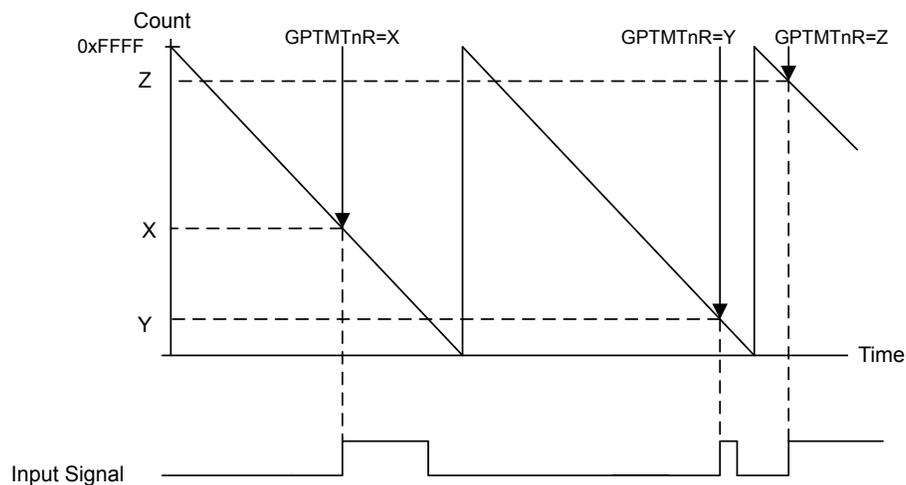 Count
0xFFFF
GPTMTnR=X
GPTMTnR=Y
GPTMTnR=Z
Z
X
Y
Time
Input Signal